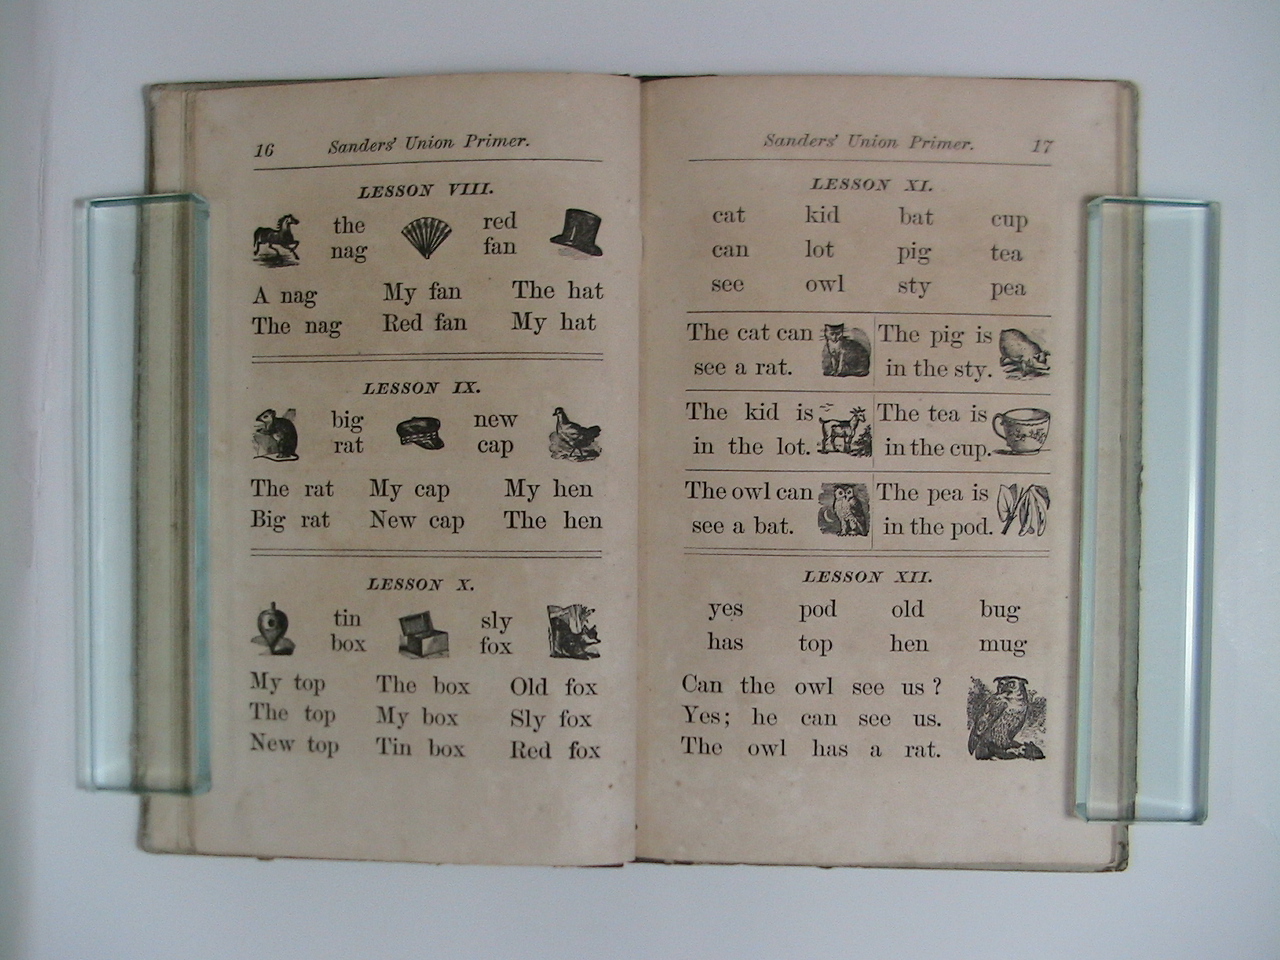 16 Sanders' Union Primer.
LESSON VIII.
the red
nag fan
A nag My fan The hat
The nag Red fan My hat
LESSON IX.
big new
rat cap
The rat My cap My hen
Big rat New cap The hen
LESSON X.
tin sly
box fox
My top The box Old fox
The top My box Sly fox
New top Tin box Red fox
Sanders' Union Primer. 17
LESSON XI.
cat kid bat cup
can lot pig tea
see owl sty pea
The cat can
see a rat.
The pig is
in the sty.
The kid is
in the lot.
The tea is
in the cup.
The owl can
see a bat.
The pea is
in the pod.
LESSON XII.
yes pod old bug
has top hen mug
Can the owl see us?
Yes; he can see us.
The owl has a rat.